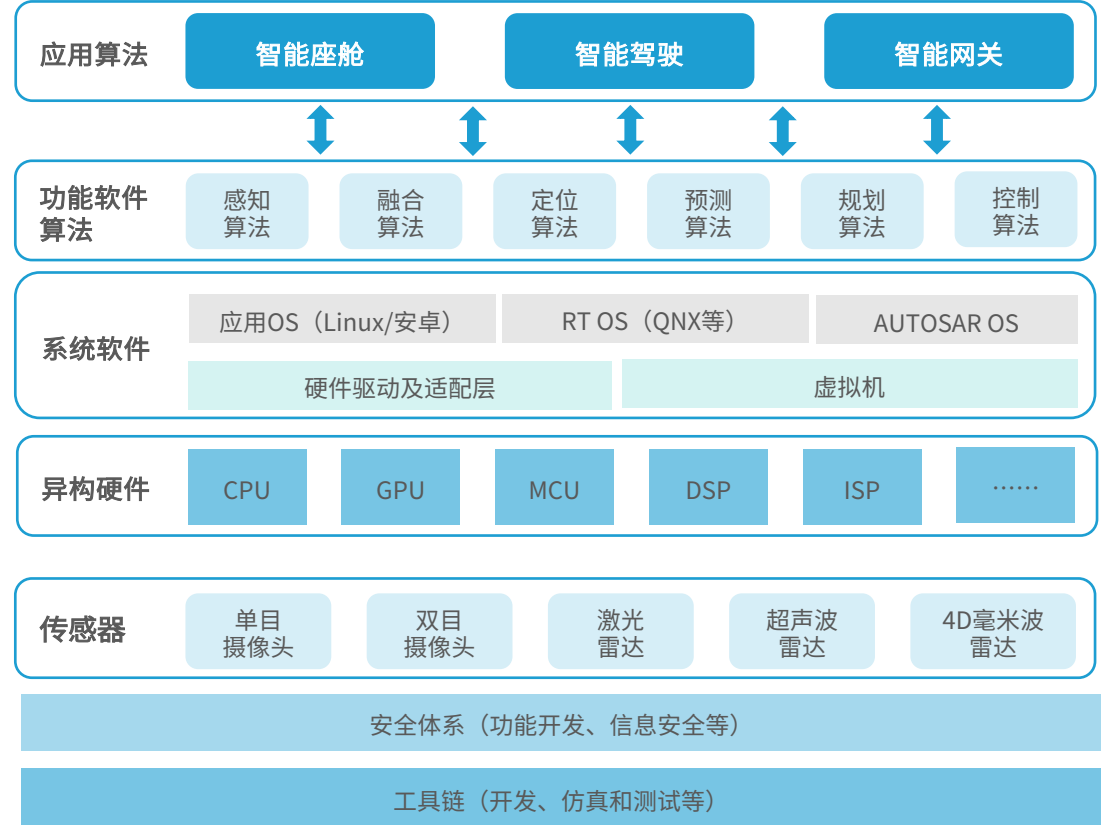 应用算法
智能座舱
智能驾驶
智能网关
功能软件
算法
感知
算法
融合
算法
定位
算法
预测
算法
规划
算法
控制
算法
系统软件
应用OS（Linux/安卓）
RT OS（QNX等）
AUTOSAR OS
硬件驱动及适配层
虚拟机
异构硬件
CPU
GPU
MCU
DSP
ISP
……
传感器
单目
摄像头
双目
摄像头
激光
雷达
超声波
雷达
4D毫米波
雷达
安全体系（功能开发、信息安全等）
工具链（开发、仿真和测试等）